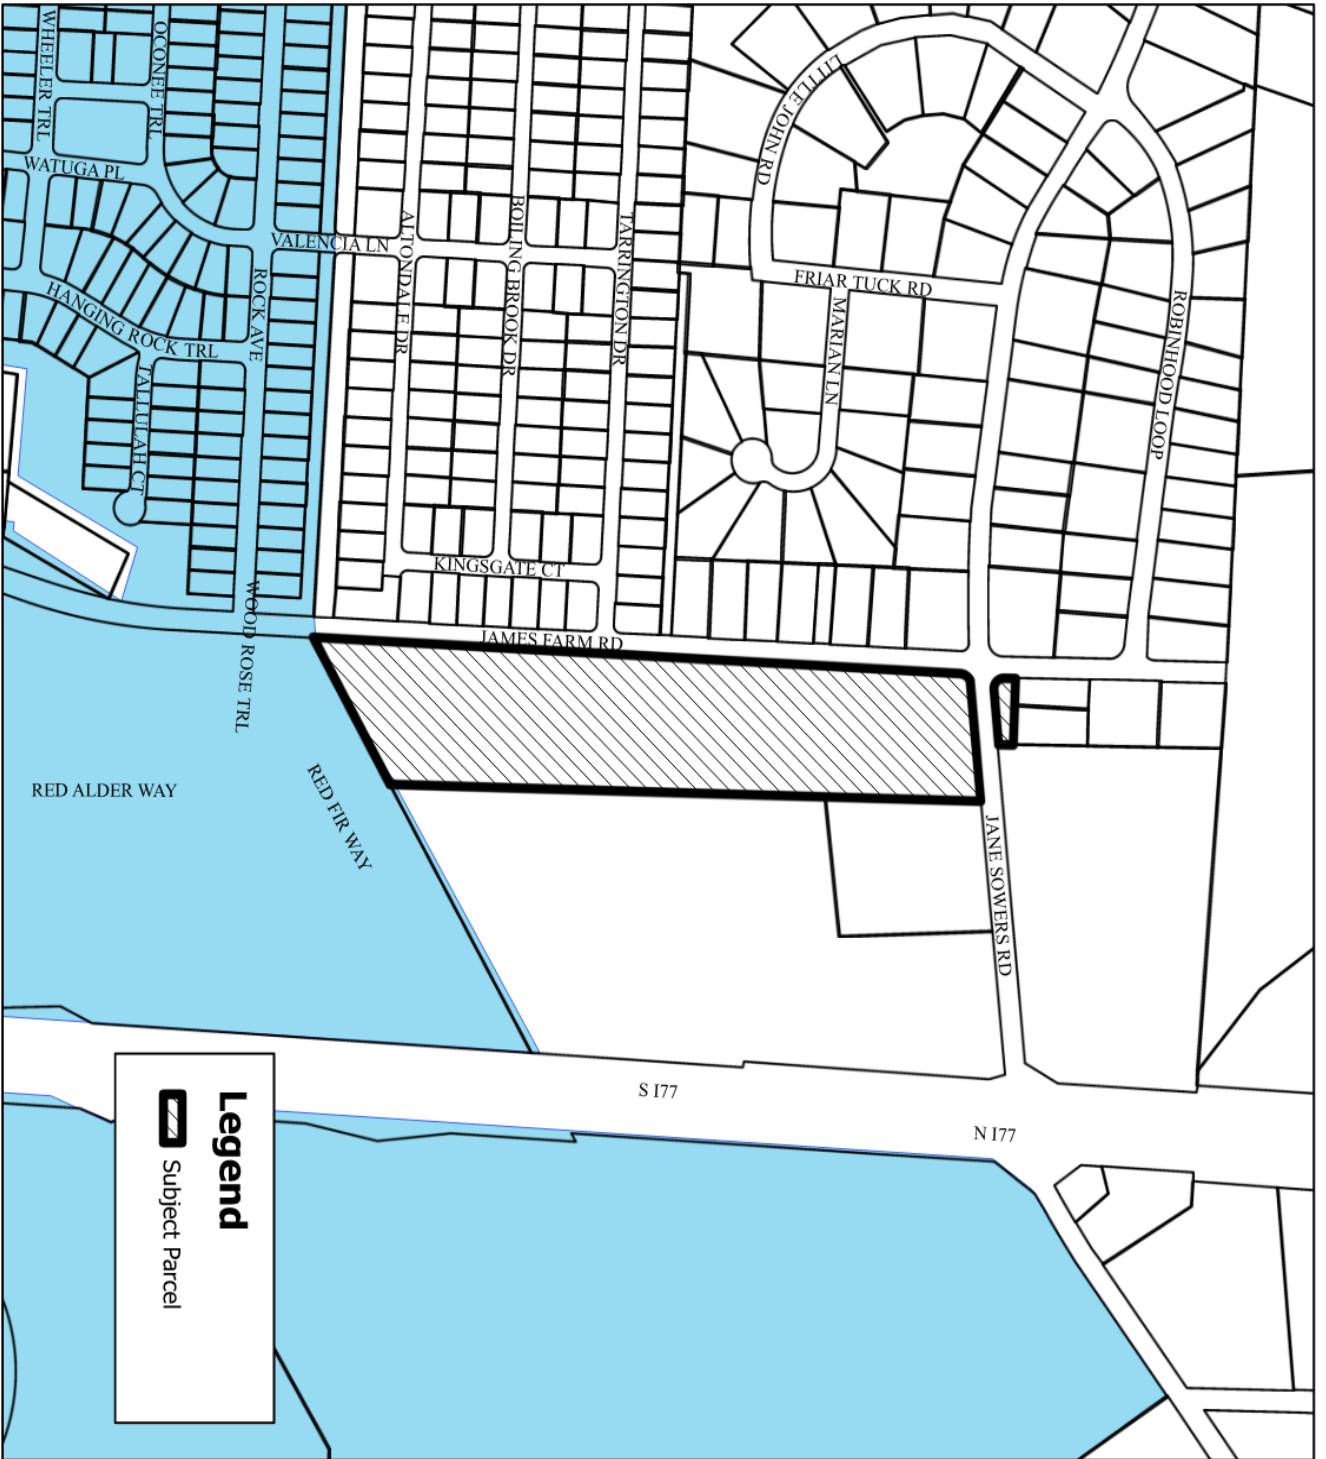 WHEELER TRL
OCONEE TRL
WATUGA PL
LITTLE JOHN RD
VALENCIA LN
ALTONDALE DR
BOILING BROOK DR
TARRINGTON DR
FRIAR TUCK RD
MARIAN LN
ROBINHOOD LOOP
ROCK AVE
HANGING ROCK TRL
TALLULAH CT
KINGSGATE CT
WOOD ROSE TRL
JAMES FARM RD
RED ALDER WAY
RED FIR WAY
JANE SOWERS RD
S I77
N I77
Legend
Subject Parcel